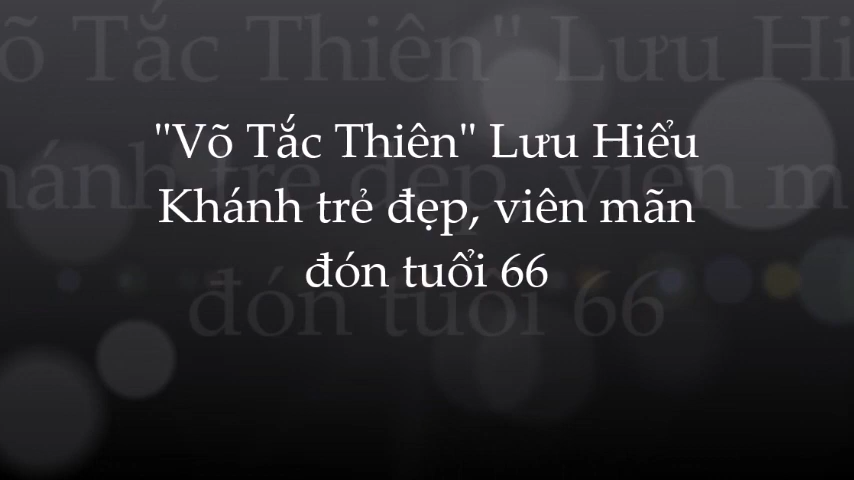 "Võ Tắc Thiên" Lưu Hiểu
Khánh trẻ đẹp, viên mãn
đón tuổi 66